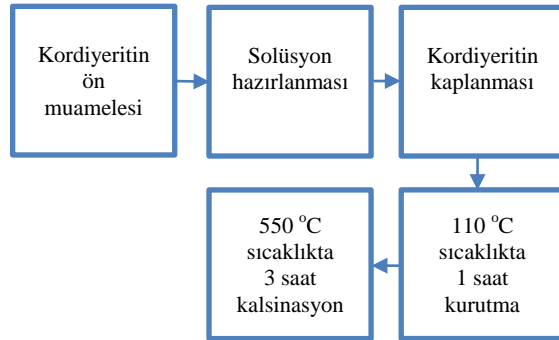 Kordiyeritin
ön
muamelesi
Solüsyon
hazırlanması
Kordiyeritin
kaplanması
110 °C
sıcaklıkta
1 saat
kurutma
550 °C
sıcaklıkta
3 saat
kalsinasyon